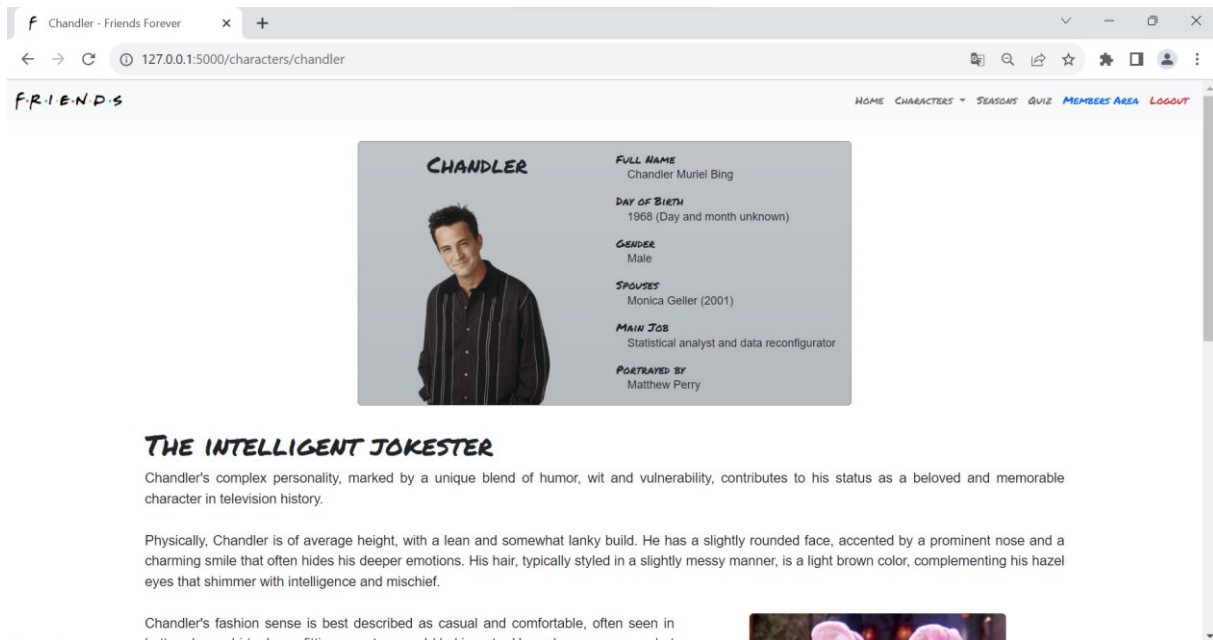 Chandler - Friends Forever
127.0.0.1:5000/characters/chandler
F·R·I·E·N·D·S
Home Characters Seasons Quiz Members Area Logout
Chandler
Full Name
Chandler Muriel Bing
Day of Birth
1968 (Day and month unknown)
Gender
Male
Spouses
Monica Geller (2001)
Main Job
Statistical analyst and data reconfigurator
Portrayed by
Matthew Perry
The intelligent jokester
Chandler's complex personality, marked by a unique blend of humor, wit and vulnerability, contributes to his status as a beloved and memorable
character in television history.
Physically, Chandler is of average height, with a lean and somewhat lanky build. He has a slightly rounded face, accented by a prominent nose and a
charming smile that often hides his deeper emotions. His hair, typically styled in a slightly messy manner, is a light brown color, complementing his hazel
eyes that shimmer with intelligence and mischief.
Chandler's fashion sense is best described as casual and comfortable, often seen in